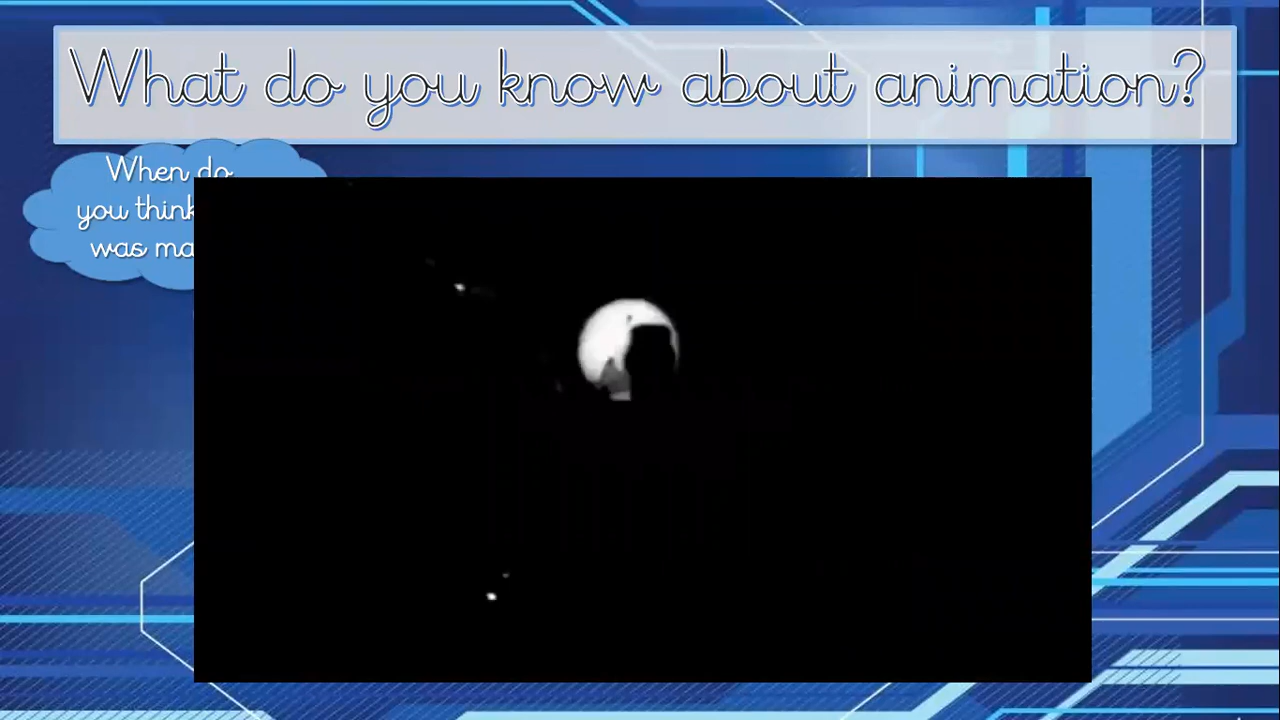 What do you know about animation?
When do
you think
was ma